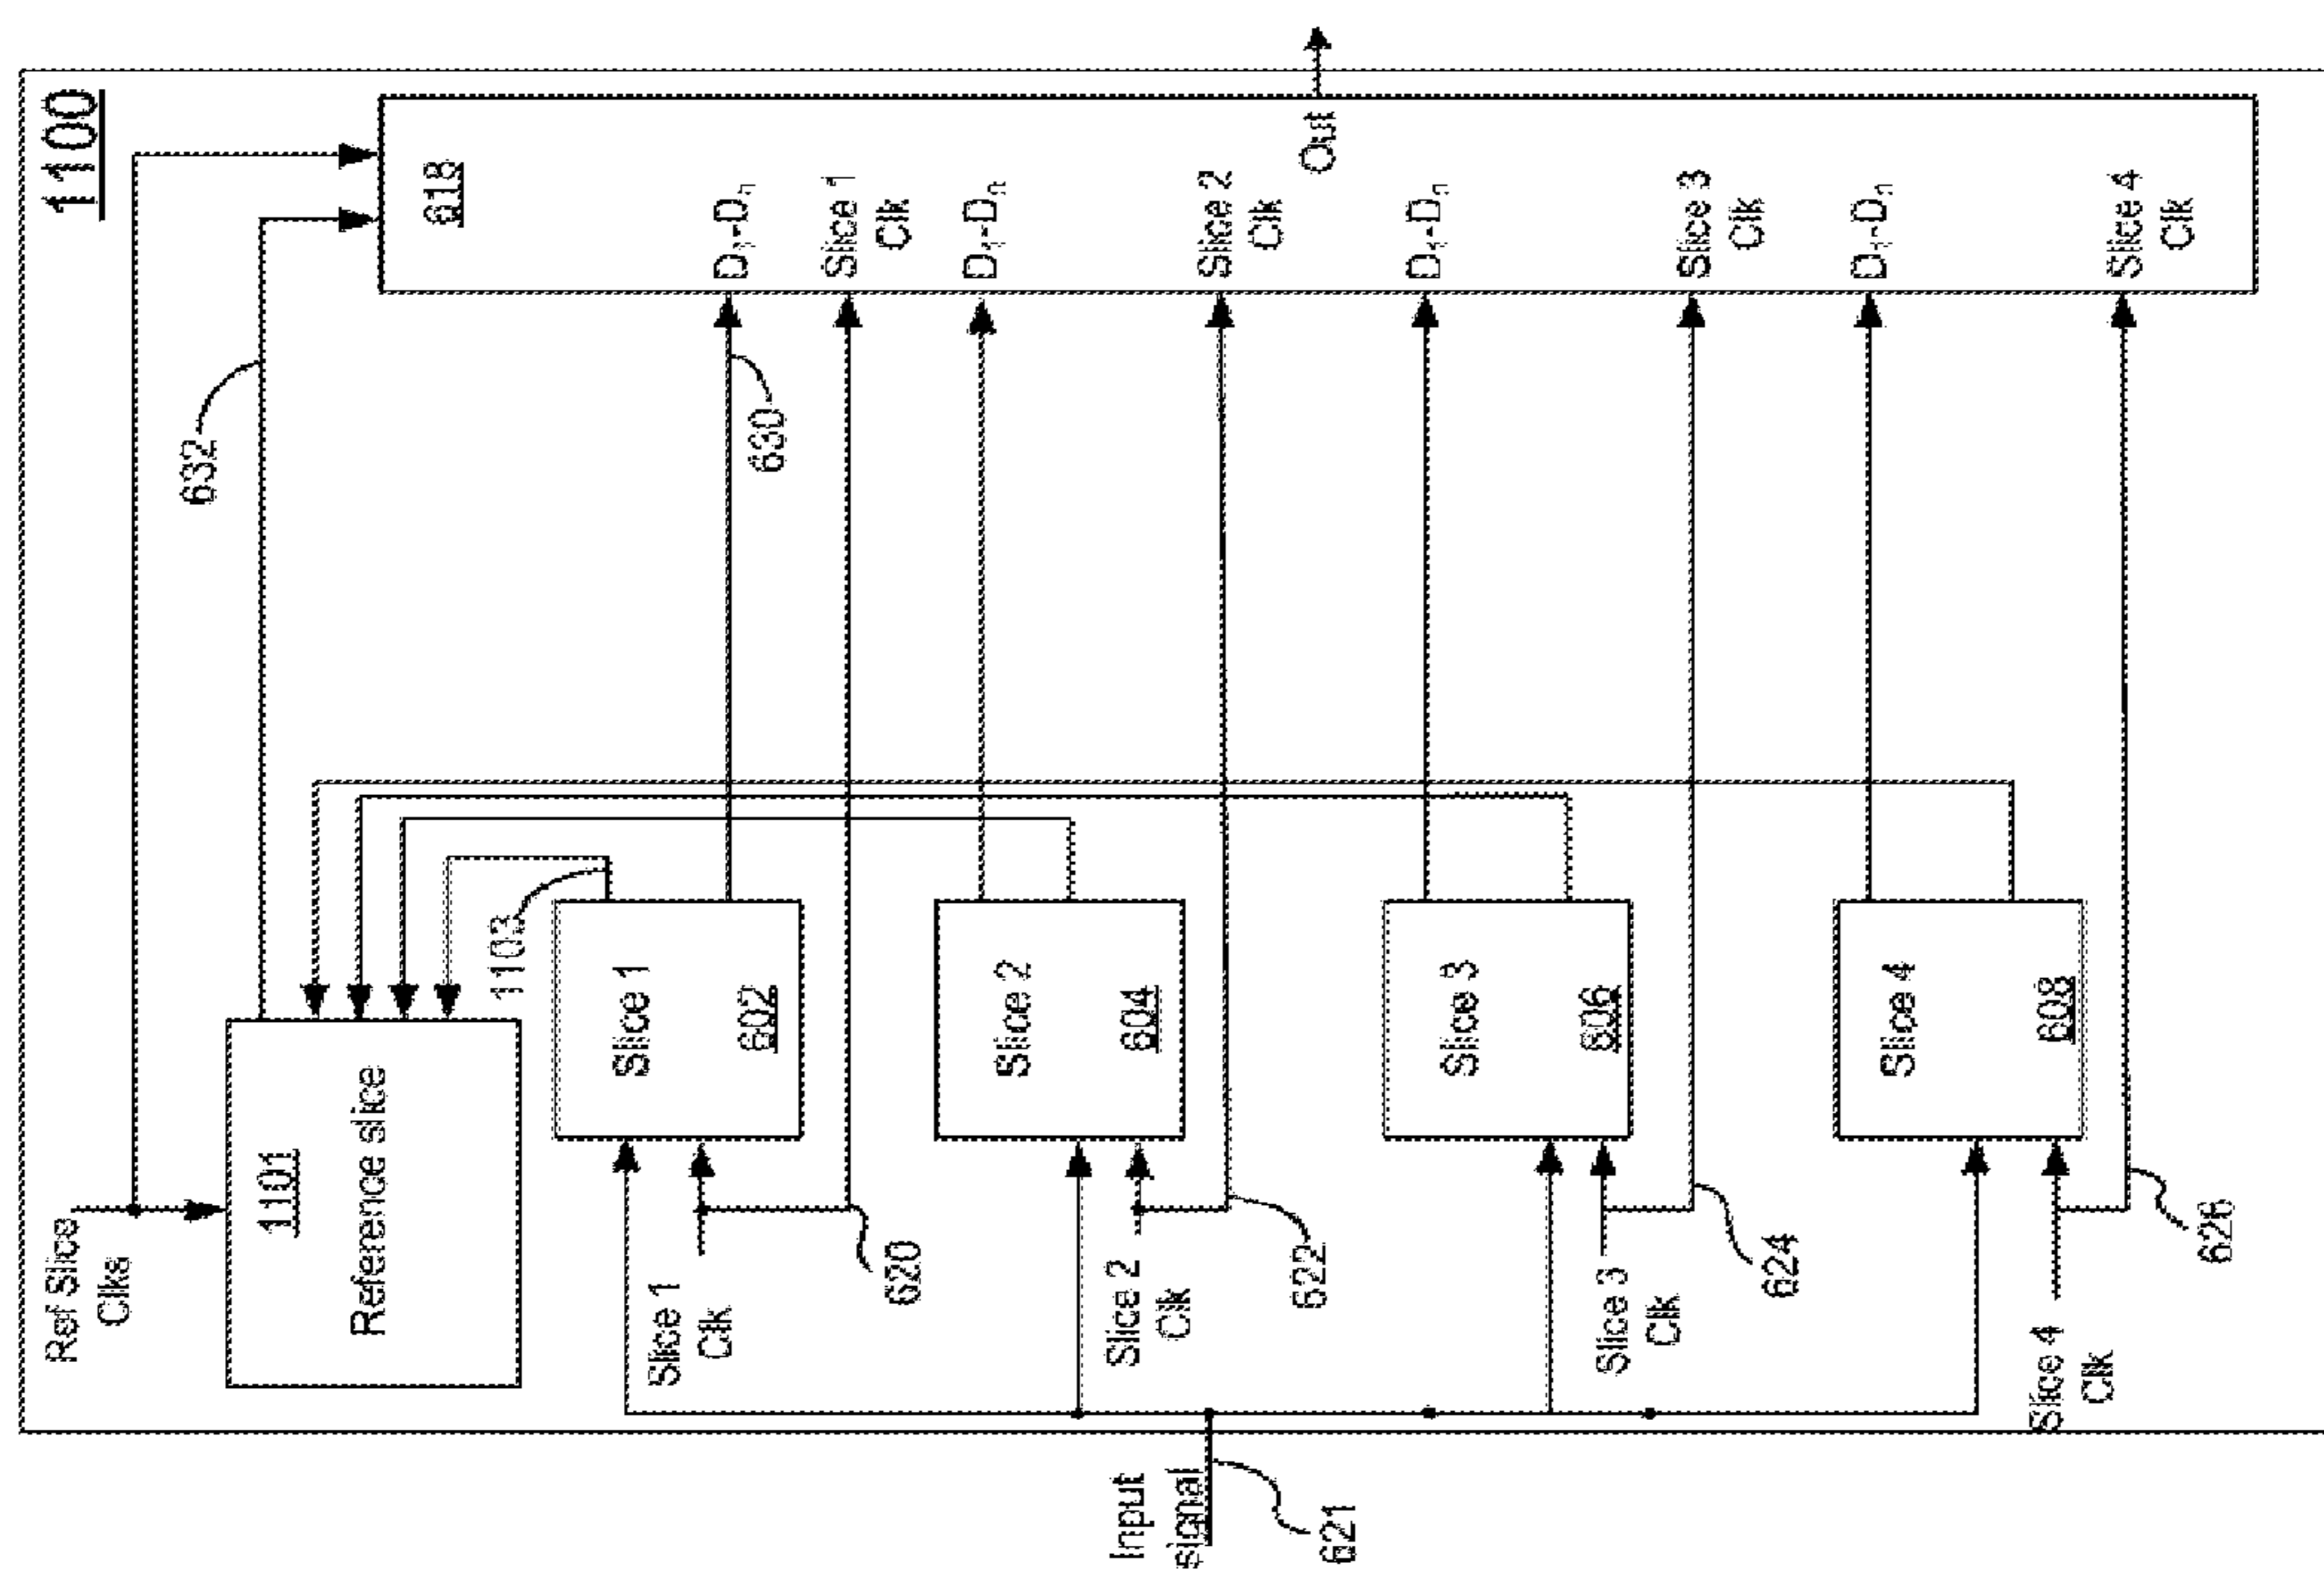 1100
Ref Slice
Clks
1101
Reference slice
632
618
1103
Slice 1
602
Slice 1
Clk
620
630
D₁-Dₙ
Slice 1
Clk
Slice 2
604
Slice 2
Clk
622
D₁-Dₙ
Slice 2
Clk
Input
signal
621
Out
Slice 3
606
Slice 3
Clk
624
D₁-Dₙ
Slice 3
Clk
Slice 4
608
Slice 4
Clk
626
D₁-Dₙ
Slice 4
Clk